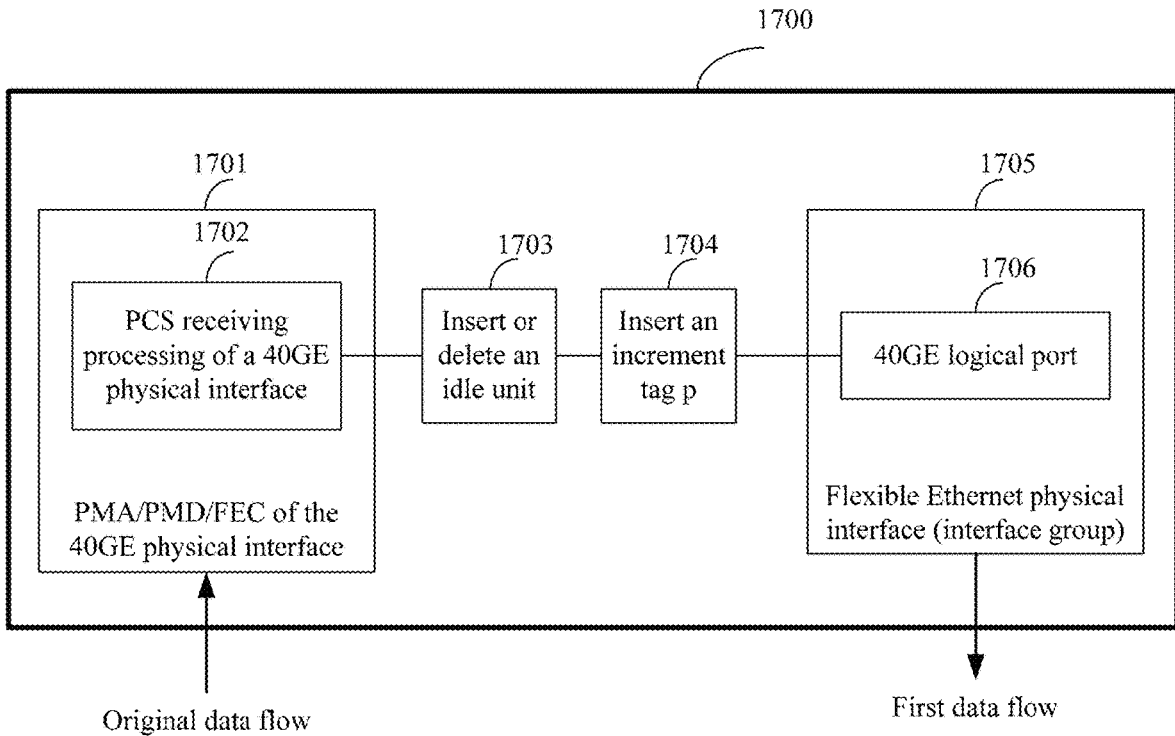 1700
1701
1705
1702
1703
1704
1706
PCS receiving
processing of a 40GE
physical interface
Insert or
delete an
idle unit
Insert an
increment
tag p
40GE logical port
PMA/PMD/FEC of the
40GE physical interface
Flexible Ethernet physical
interface (interface group)
Original data flow
First data flow